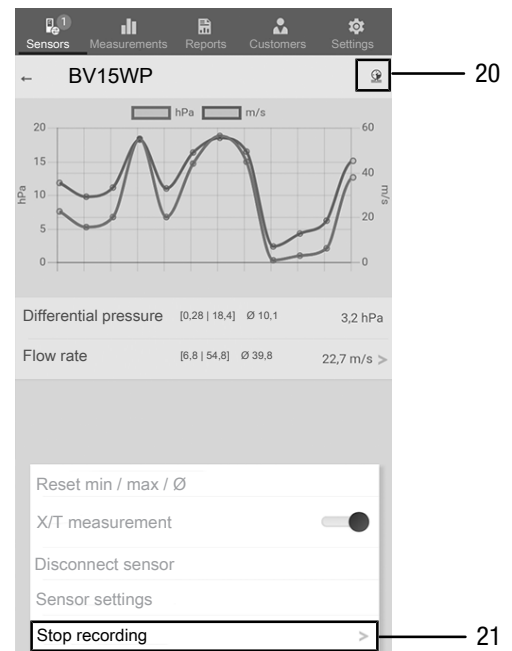 1
Sensors Measurements Reports Customers Settings
← BV15WP 20
hPa m/s
20 60
15
40
hPa 10 m/s
20
5
0 0
Differential pressure [0,28 | 18,4] Ø 10,1 3,2 hPa
Flow rate [6,8 | 54,8] Ø 39,8 22,7 m/s >
Reset min / max / Ø
X/T measurement
Disconnect sensor
Sensor settings
Stop recording > 21